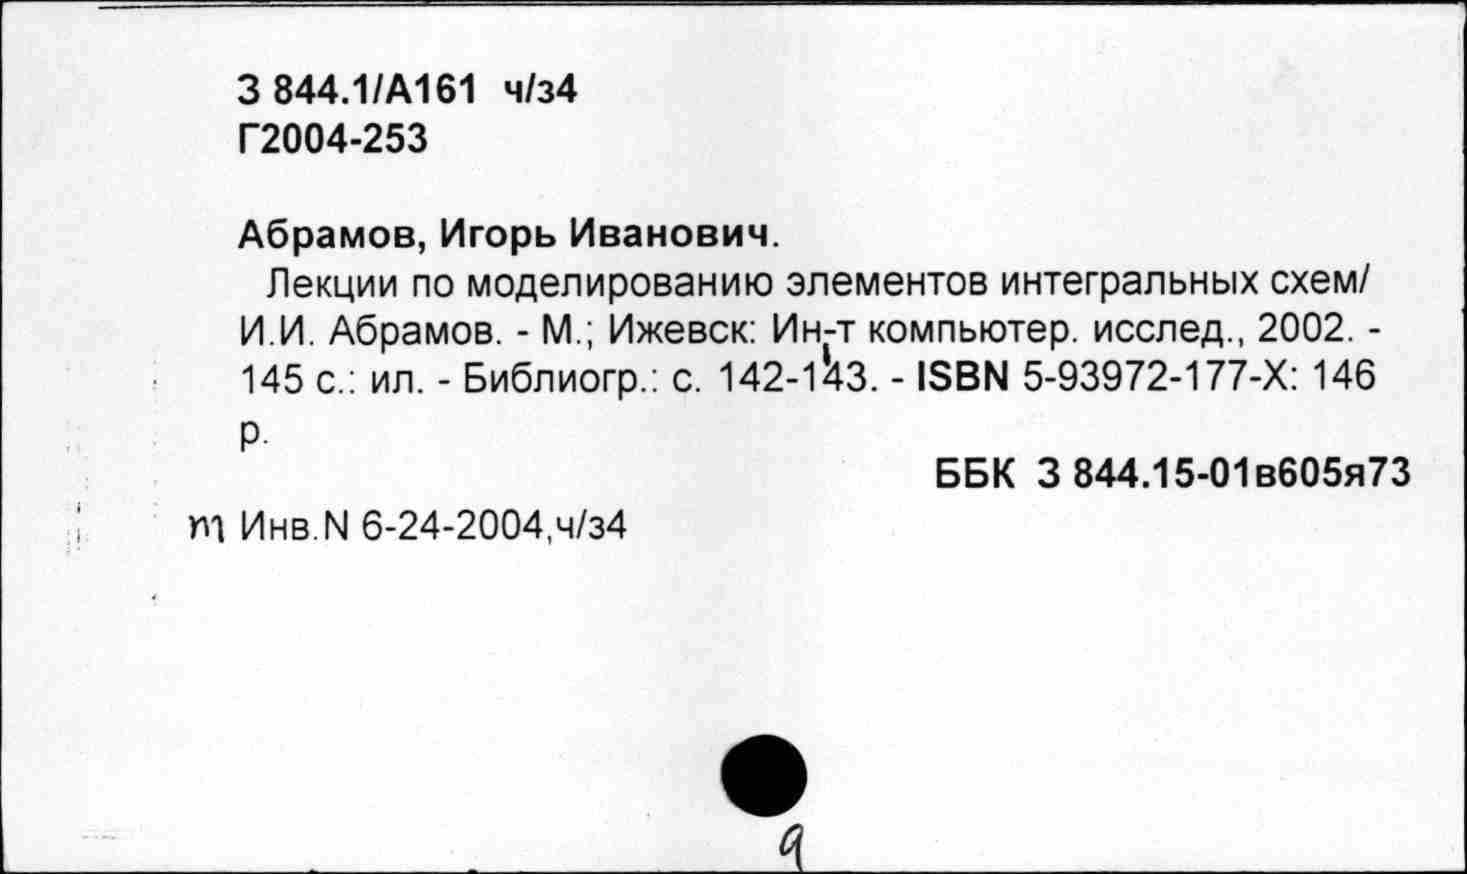 З 844.1/А161 ч/з4
Г2004-253
Абрамов, Игорь Иванович.
Лекции по моделированию элементов интегральных схем/
И.И. Абрамов. - М.; Ижевск: Ин-т компьютер. исслед., 2002. -
145 с.: ил. - Библиогр.: с. 142-143. - ISBN 5-93972-177-Х: 146
р.
ББК З 844.15-01в605я73
Инв.N 6-24-2004,ч/з4